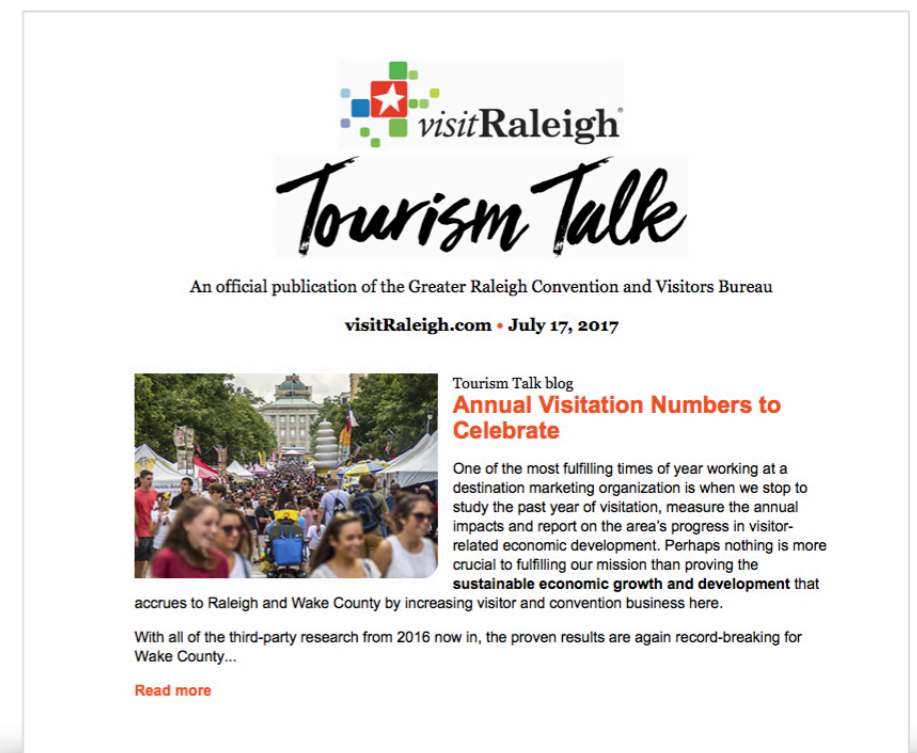 visitRaleigh®
Tourism Talk
An official publication of the Greater Raleigh Convention and Visitors Bureau
visitRaleigh.com • July 17, 2017
Tourism Talk blog
Annual Visitation Numbers to
Celebrate
One of the most fulfilling times of year working at a
destination marketing organization is when we stop to
study the past year of visitation, measure the annual
impacts and report on the area's progress in visitor-
related economic development. Perhaps nothing is more
crucial to fulfilling our mission than proving the
sustainable economic growth and development that
accrues to Raleigh and Wake County by increasing visitor and convention business here.
With all of the third-party research from 2016 now in, the proven results are again record-breaking for
Wake County...
Read more